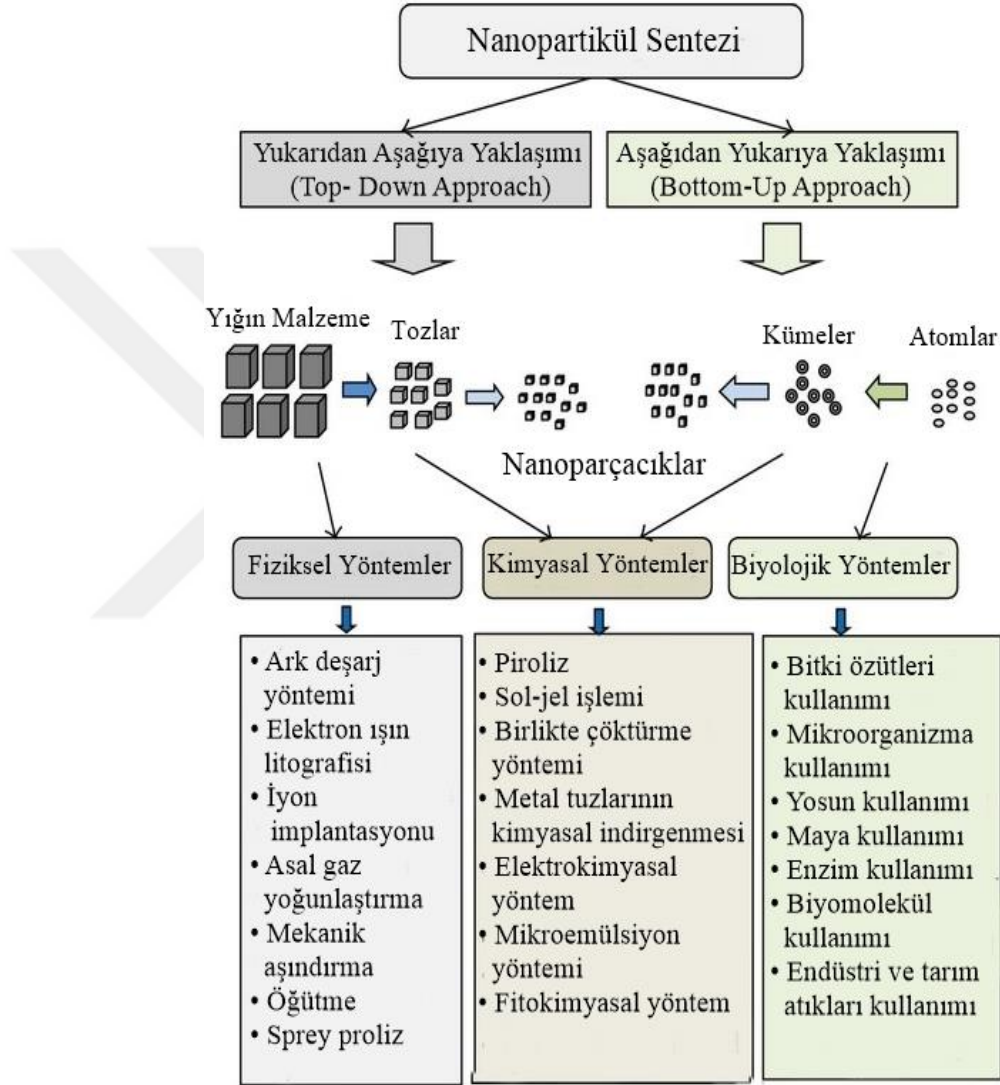 Nanopartikül Sentezi
Yukarıdan Aşağıya Yaklaşımı
(Top- Down Approach)
Aşağıdan Yukarıya Yaklaşımı
(Bottom-Up Approach)
Yığın Malzeme
Tozlar
Kümeler
Atomlar
Nanoparçacıklar
Fiziksel Yöntemler
Kimyasal Yöntemler
Biyolojik Yöntemler
• Ark deşarj
yöntemi
• Elektron ışın
litografisi
• İyon
implantasyonu
• Asal gaz
yoğunlaştırma
• Mekanik
aşındırma
• Öğütme
• Sprey proliz
• Piroliz
• Sol-jel işlemi
• Birlikte çöktürme
yöntemi
• Metal tuzlarının
kimyasal indirgenmesi
• Elektrokimyasal
yöntem
• Mikroemülsiyon
yöntemi
• Fitokimyasal yöntem
• Bitki özütleri
kullanımı
• Mikroorganizma
kullanımı
• Yosun kullanımı
• Maya kullanımı
• Enzim kullanımı
• Biyomolekül
kullanımı
• Endüstri ve tarım
atıkları kullanımı